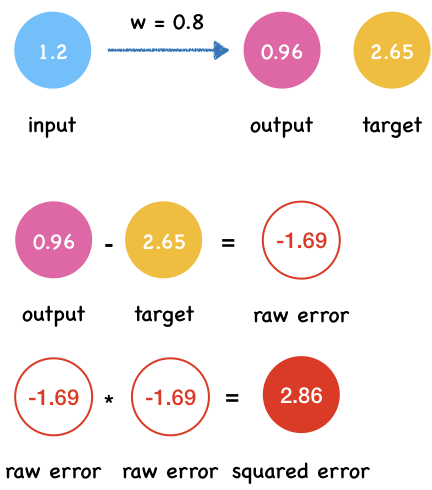 w = 0.8
1.2 0.96 2.65
input output target
0.96 - 2.65 = -1.69
output target raw error
-1.69 * -1.69 = 2.86
raw error raw error squared error